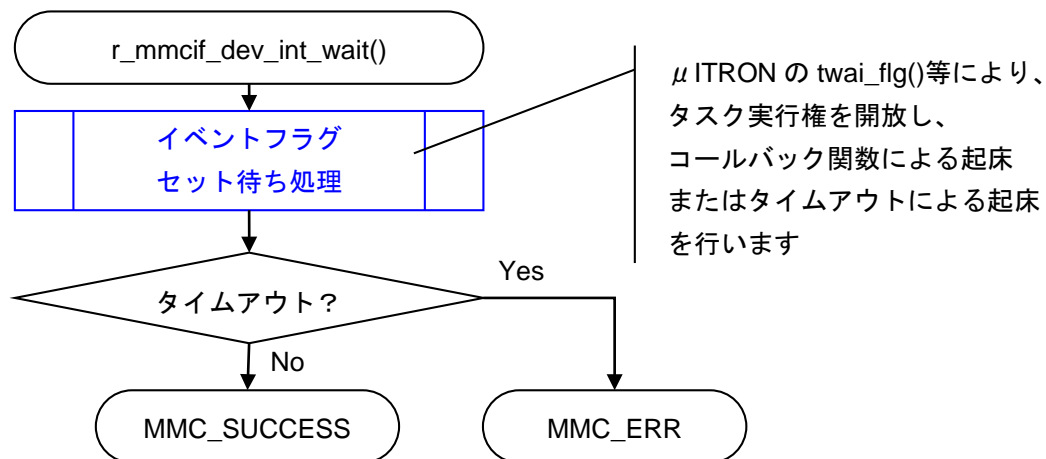 r_mmcif_dev_int_wait()
イベントフラグ
セット待ち処理
μITRON の twai_flg()等により、
タスク実行権を開放し、
コールバック関数による起床
またはタイムアウトによる起床
を行います
タイムアウト？
Yes
No
MMC_SUCCESS
MMC_ERR